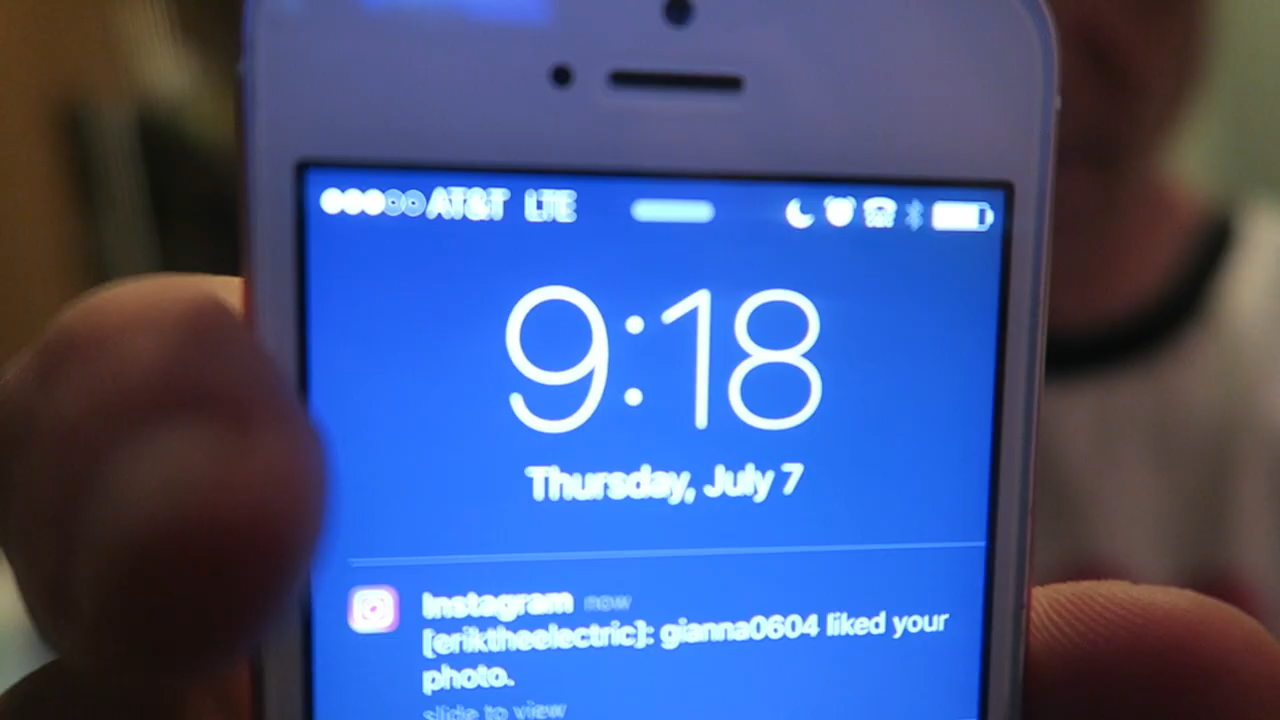 AT&T LTE
9:18
Thursday, July 7
Instagram now
[eriktheelectric]: gianna0604 liked your
photo.
slide to view